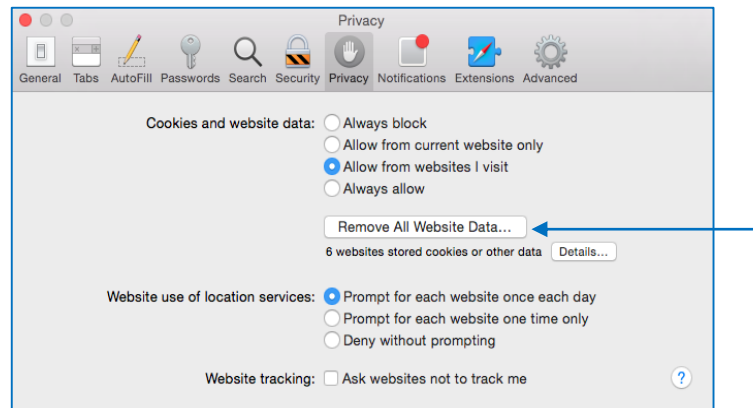 Privacy
General Tabs AutoFill Passwords Search Security Privacy Notifications Extensions Advanced
Cookies and website data: Always block
Allow from current website only
Allow from websites I visit
Always allow
Remove All Website Data...
6 websites stored cookies or other data Details...
Website use of location services: Prompt for each website once each day
Prompt for each website one time only
Deny without prompting
Website tracking: Ask websites not to track me ?